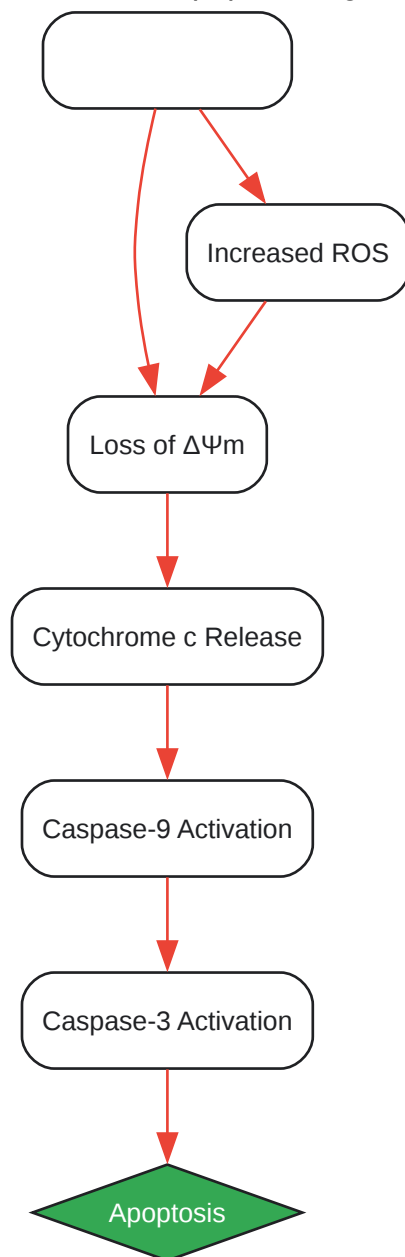 Increased ROS
Loss of ΔΨm
Cytochrome c Release
Caspase-9 Activation
Caspase-3 Activation
Apoptosis